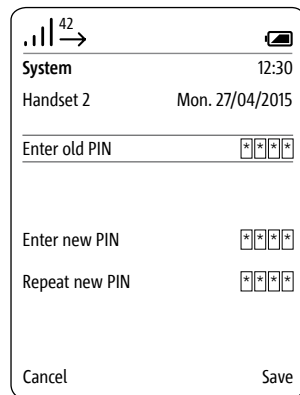 42
System 12:30
Handset 2 Mon. 27/04/2015
Enter old PIN ****
Enter new PIN ****
Repeat new PIN ****
Cancel Save